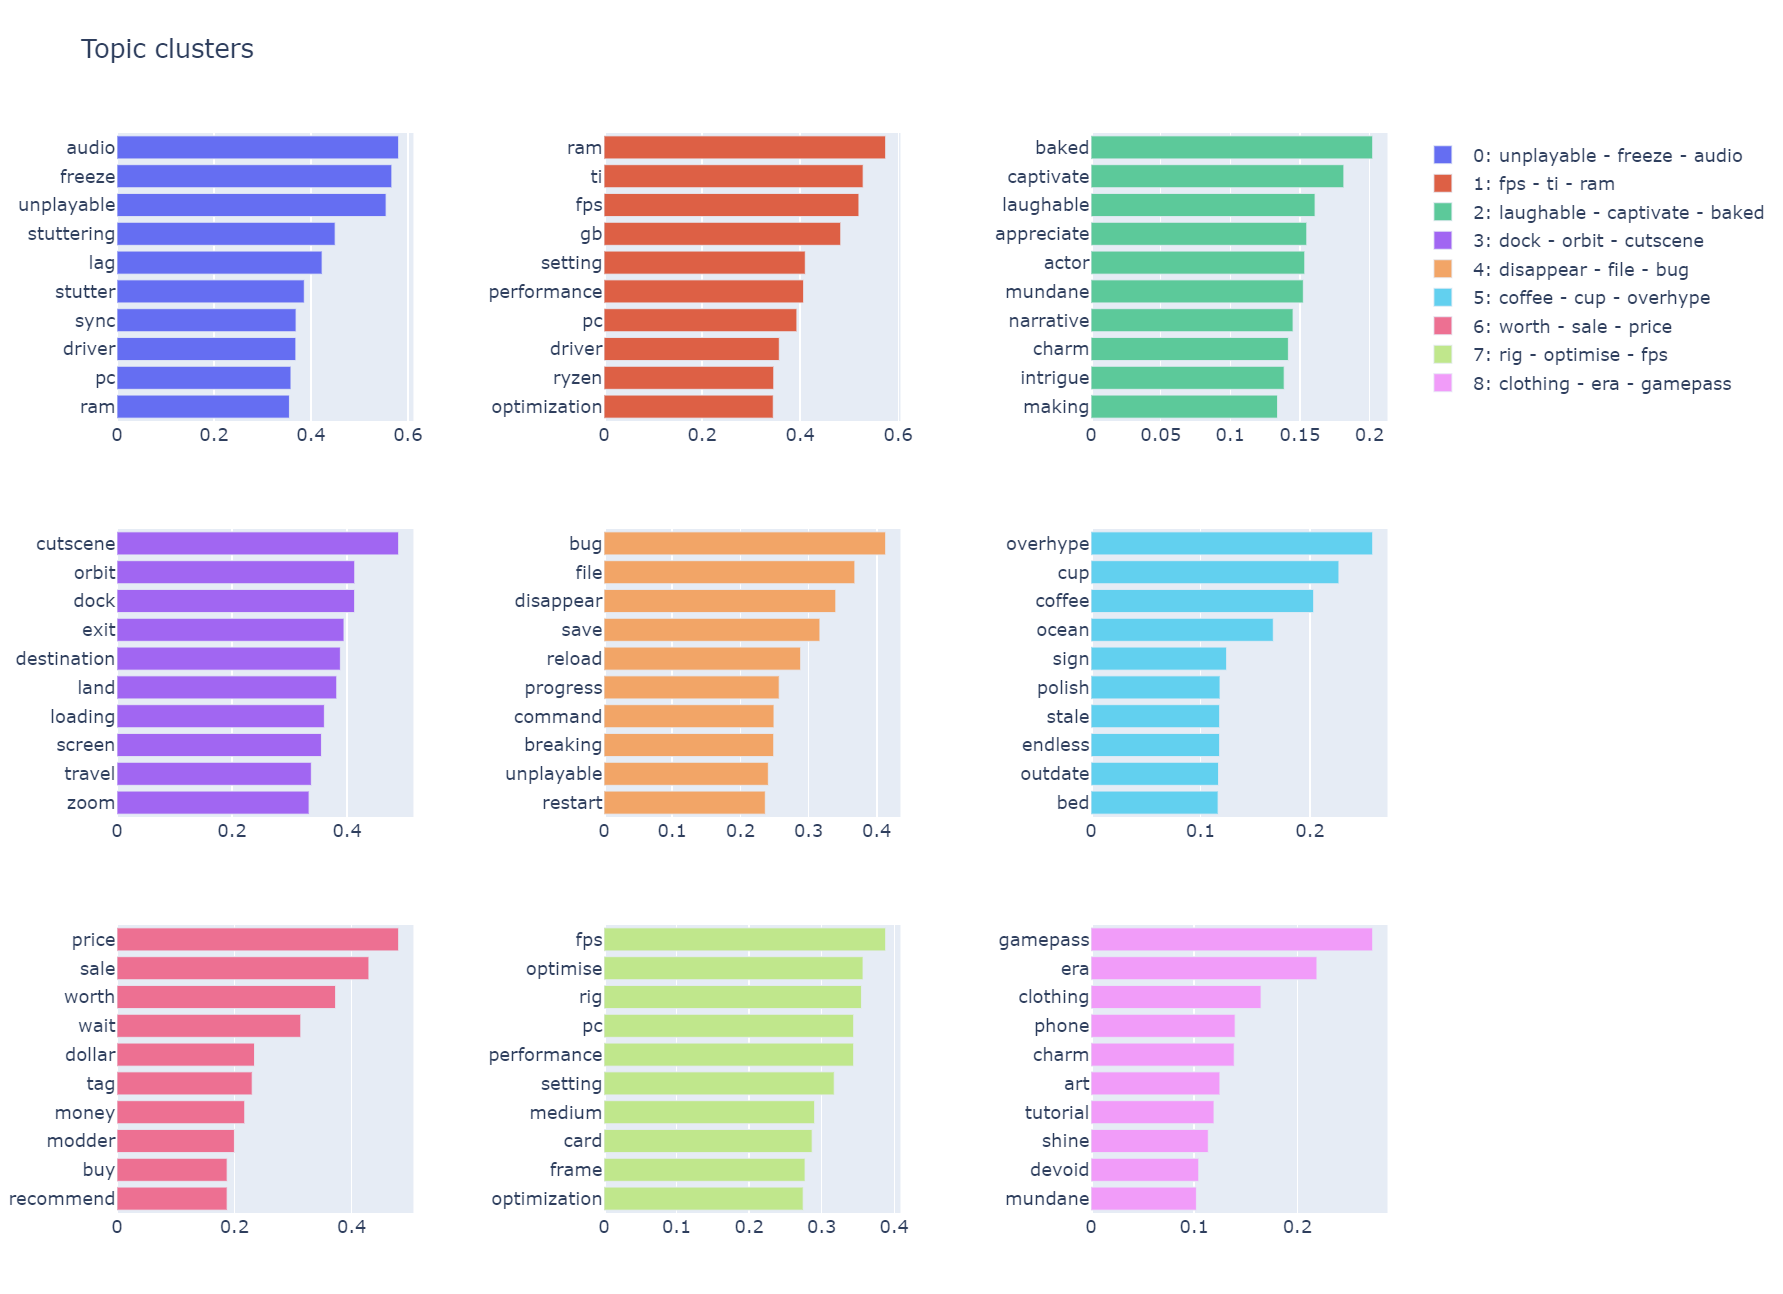 Topic clusters
audio
freeze
unplayable
stuttering
lag
stutter
sync
driver
pc
ram
0 0.2 0.4 0.6
ram
ti
fps
gb
setting
performance
pc
driver
ryzen
optimization
0 0.2 0.4 0.6
baked
captivate
laughable
appreciate
actor
mundane
narrative
charm
intrigue
making
0 0.05 0.1 0.15 0.2
0: unplayable - freeze - audio
1: fps - ti - ram
2: laughable - captivate - baked
3: dock - orbit - cutscene
4: disappear - file - bug
5: coffee - cup - overhype
6: worth - sale - price
7: rig - optimise - fps
8: clothing - era - gamepass
cutscene
orbit
dock
exit
destination
land
loading
screen
travel
zoom
0 0.2 0.4
bug
file
disappear
save
reload
progress
command
breaking
unplayable
restart
0 0.1 0.2 0.3 0.4
overhype
cup
coffee
ocean
sign
polish
stale
endless
outdate
bed
0 0.1 0.2
price
sale
worth
wait
dollar
tag
money
modder
buy
recommend
0 0.2 0.4
fps
optimise
rig
pc
performance
setting
medium
card
frame
optimization
0 0.1 0.2 0.3 0.4
gamepass
era
clothing
phone
charm
art
tutorial
shine
devoid
mundane
0 0.1 0.2